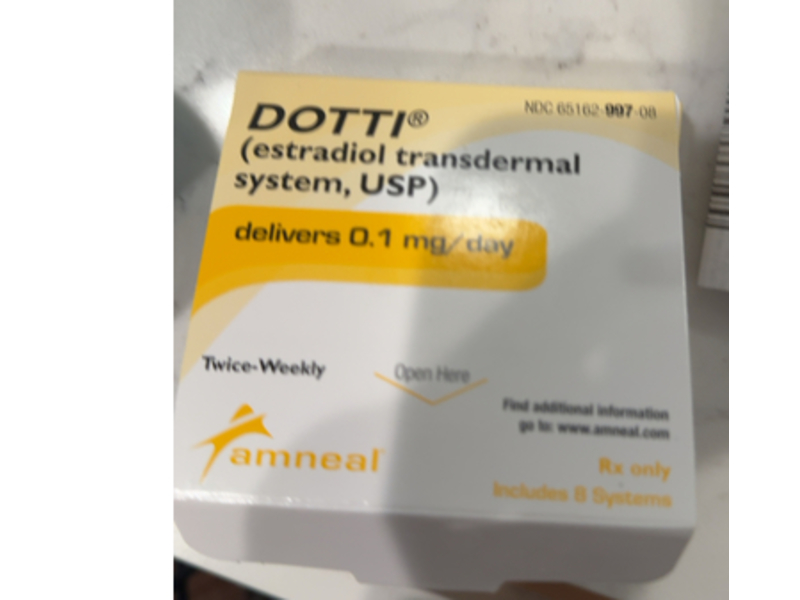 NDC 65162-997-08
DOTTI®
(estradiol transdermal
system, USP)
delivers 0.1 mg/day
Twice-Weekly
Open Here
Find additional information
go to: www.amneal.com
amneal
Rx only
Includes 8 Systems